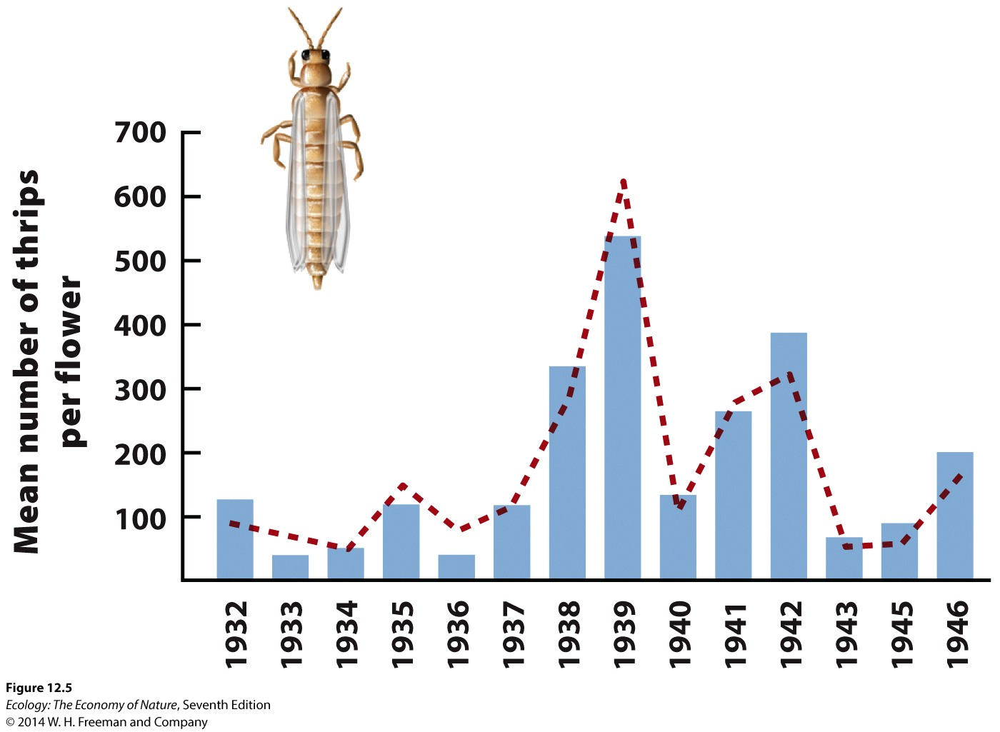 Mean number of thrips
per flower
700
600
500
400
300
200
100
1932 1933 1934 1935 1936 1937 1938 1939 1940 1941 1942 1943 1945 1946
Figure 12.5
Ecology: The Economy of Nature, Seventh Edition
© 2014 W. H. Freeman and Company